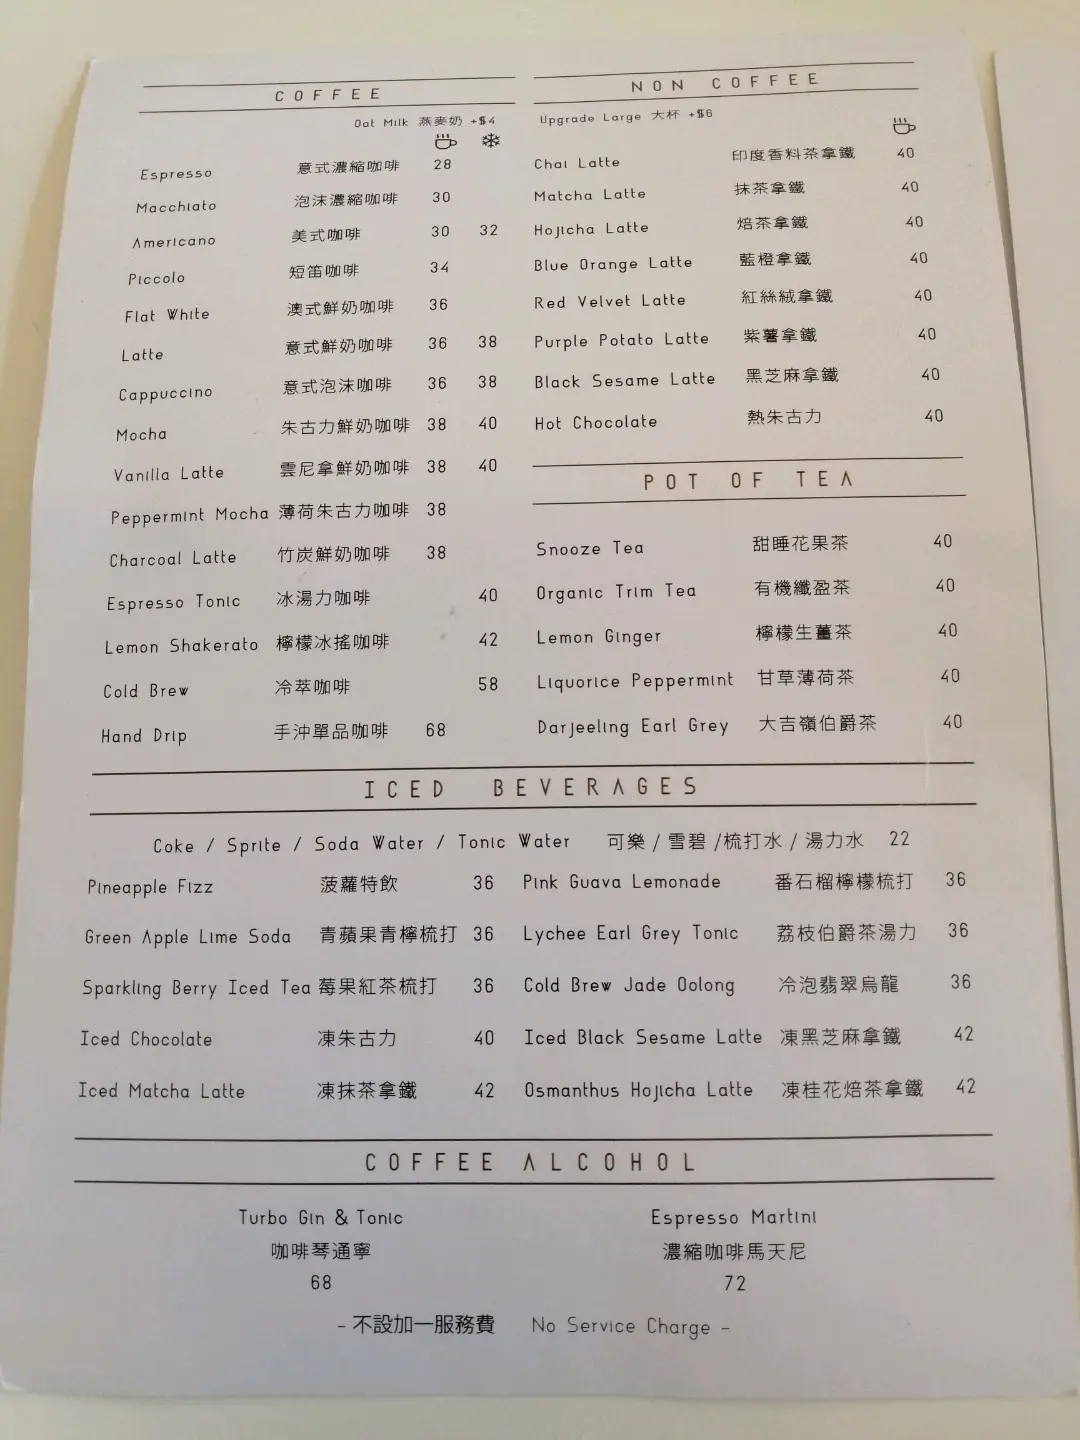 COFFEE
Oat Milk 燕麥奶 +$4
Espresso 意式濃縮咖啡 28
Macchiato 泡沫濃縮咖啡 30
Americano 美式咖啡 30 32
Piccolo 短笛咖啡 34
Flat White 澳式鮮奶咖啡 36
Latte 意式鮮奶咖啡 36 38
Cappuccino 意式泡沫咖啡 36 38
Mocha 朱古力鮮奶咖啡 38 40
Vanilla Latte 雲尼拿鮮奶咖啡 38 40
Peppermint Mocha 薄荷朱古力咖啡 38
Charcoal Latte 竹炭鮮奶咖啡 38
Espresso Tonic 冰湯力咖啡 40
Lemon Shakerato 檸檬冰搖咖啡 42
Cold Brew 冷萃咖啡 58
Hand Drip 手沖單品咖啡 68
NON COFFEE
Upgrade Large 大杯 +$6
Chai Latte 印度香料茶拿鐵 40
Matcha Latte 抹茶拿鐵 40
Hojicha Latte 焙茶拿鐵 40
Blue Orange Latte 藍橙拿鐵 40
Red Velvet Latte 紅絲絨拿鐵 40
Purple Potato Latte 紫薯拿鐵 40
Black Sesame Latte 黑芝麻拿鐵 40
Hot Chocolate 熱朱古力 40
POT OF TEA
Snooze Tea 甜睡花果茶 40
Organic Trim Tea 有機纖盈茶 40
Lemon Ginger 檸檬生薑茶 40
Liquorice Peppermint 甘草薄荷茶 40
Darjeeling Earl Grey 大吉嶺伯爵茶 40
ICED BEVERAGES
Coke / Sprite / Soda Water / Tonic Water 可樂 / 雪碧 /梳打水 / 湯力水 22
Pineapple Fizz 菠蘿特飲 36 Pink Guava Lemonade 番石榴檸檬梳打 36
Green Apple Lime Soda 青蘋果青檸梳打 36 Lychee Earl Grey Tonic 荔枝伯爵茶湯力 36
Sparkling Berry Iced Tea 莓果紅茶梳打 36 Cold Brew Jade Oolong 冷泡翡翠烏龍 36
Iced Chocolate 凍朱古力 40 Iced Black Sesame Latte 凍黑芝麻拿鐵 42
Iced Matcha Latte 凍抹茶拿鐵 42 Osmanthus Hojicha Latte 凍桂花焙茶拿鐵 42
COFFEE ALCOHOL
Turbo Gin & Tonic
咖啡琴通寧
68
Espresso Martini
濃縮咖啡馬天尼
72
- 不設加一服務費 No Service Charge -